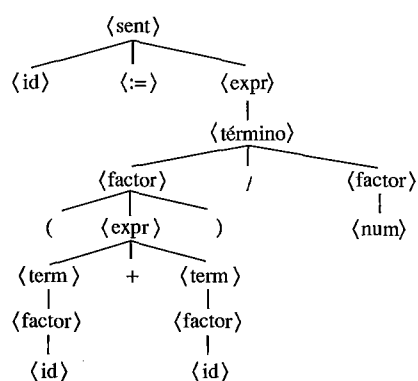 ⟨sent⟩
⟨id⟩ ⟨:=⟩ ⟨expr⟩
⟨término⟩
⟨factor⟩ / ⟨factor⟩
( ⟨expr⟩ ) ⟨num⟩
⟨term⟩ + ⟨term⟩
⟨factor⟩ ⟨factor⟩
⟨id⟩ ⟨id⟩